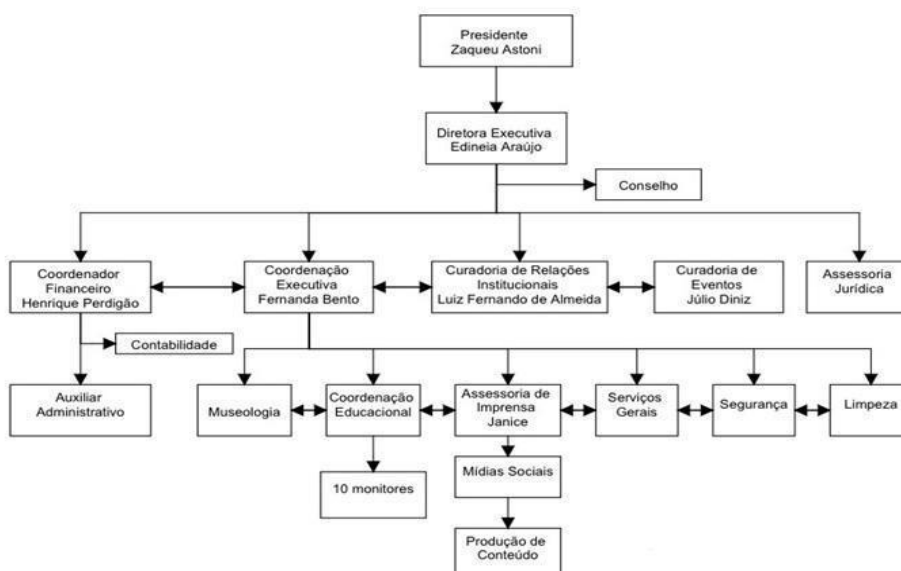 Presidente
Zaqueu Astoni
Diretora Executiva
Edineia Araújo
Conselho
Coordenador
Financeiro
Henrique Perdigão
Coordenação
Executiva
Fernanda Bento
Curadoria de Relações
Institucionais
Luiz Fernando de Almeida
Curadoria de
Eventos
Júlio Diniz
Assessoria
Jurídica
Contabilidade
Auxiliar
Administrativo
Museologia
Coordenação
Educacional
Assessoria de
Imprensa
Janice
Serviços
Gerais
Segurança
Limpeza
10 monitores
Mídias Sociais
Produção de
Conteúdo